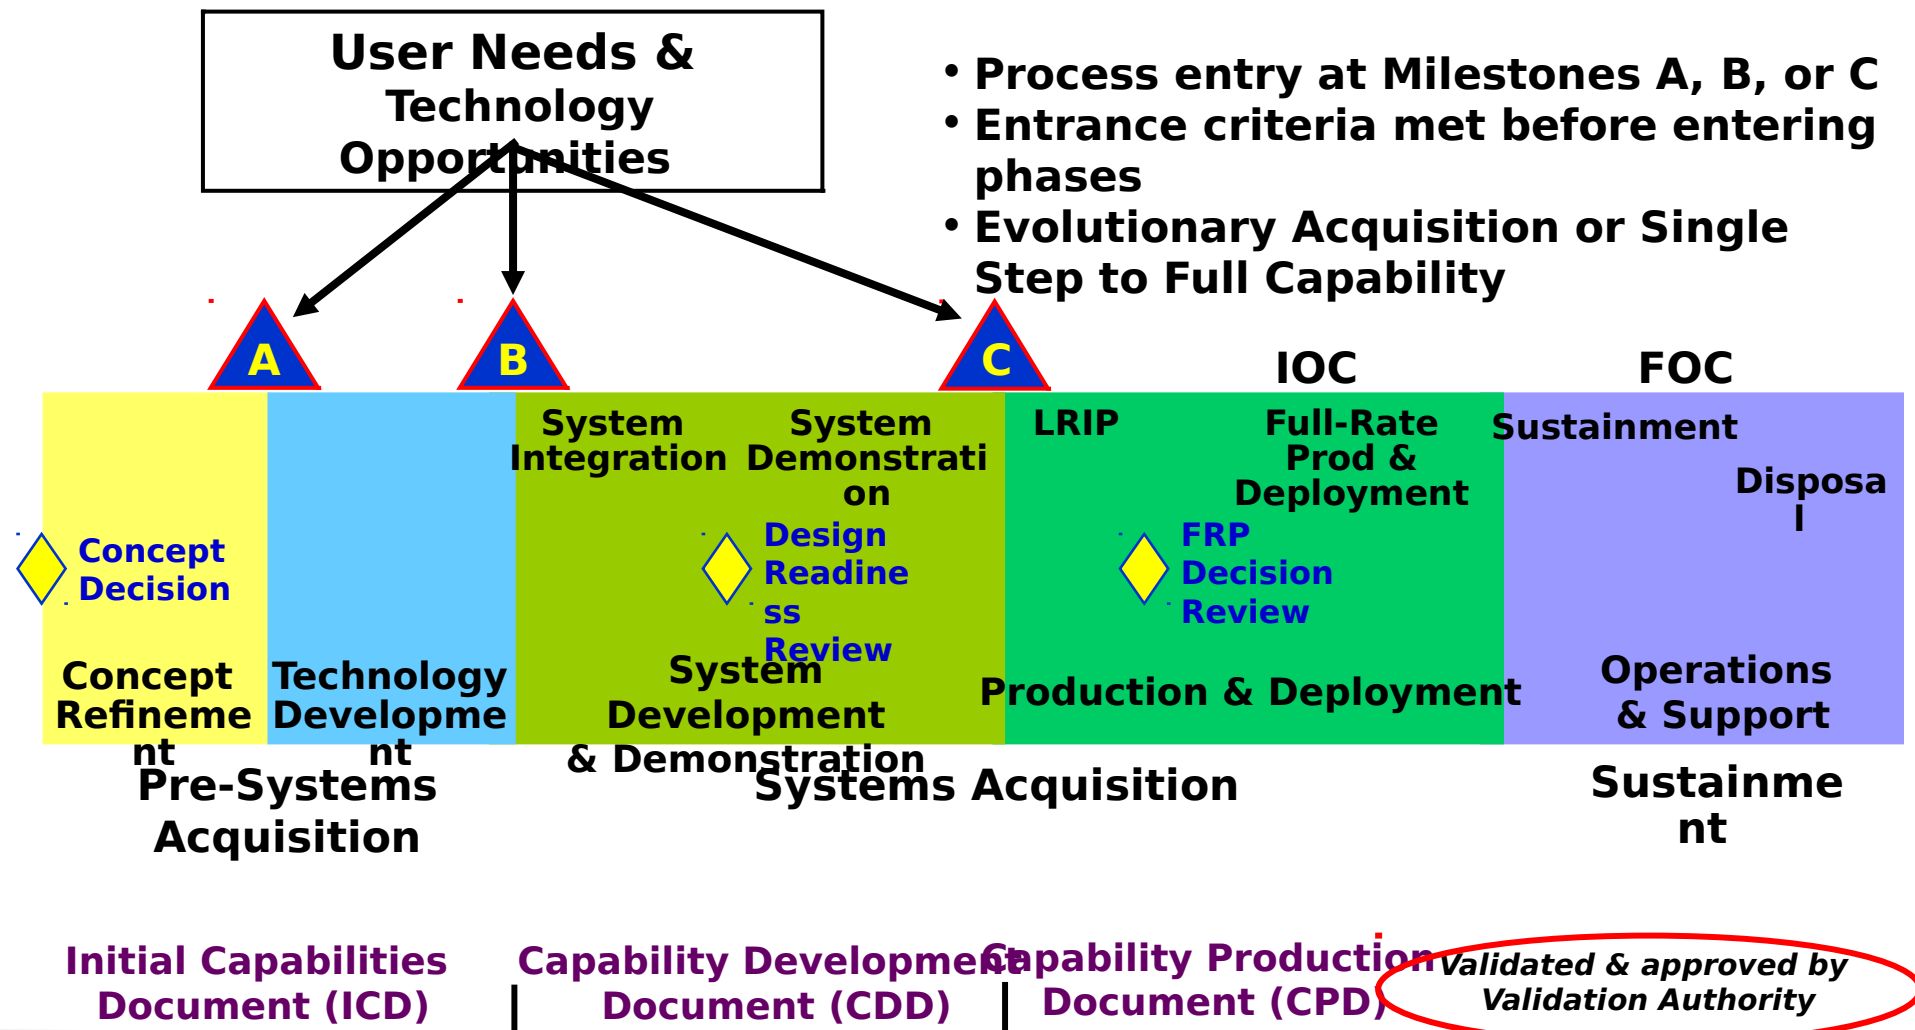 User Needs &
Technology
Opportunities
• Process entry at Milestones A, B, or C
• Entrance criteria met before entering
phases
• Evolutionary Acquisition or Single
Step to Full Capability
A
B
C
IOC
FOC
System
Integration
System
Demonstrati
on
LRIP
Full-Rate
Prod &
Deployment
Sustainment
Disposa
l
Concept
Decision
Design
Readine
ss
Review
FRP
Decision
Review
Concept
Refineme
nt
Technology
Developme
nt
System
Development
& Demonstration
Production & Deployment
Operations
& Support
Pre-Systems
Acquisition
Systems Acquisition
Sustainme
nt
Initial Capabilities
Document (ICD)
Capability Development
Document (CDD)
Capability Production
Document (CPD)
Validated & approved by
Validation Authority